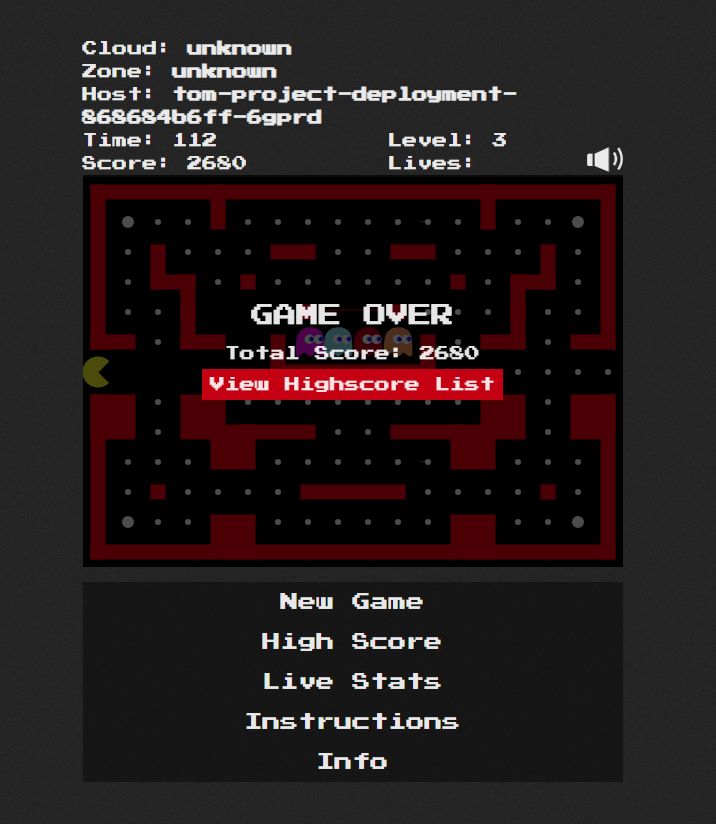 Cloud: unknown
Zone: unknown
Host: tom-project-deployment-
868684b6ff-6gprd
Time: 112 Level: 3
Score: 2680 Lives:
GAME OVER
Total Score: 2680
View Highscore List
New Game
High Score
Live Stats
Instructions
Info